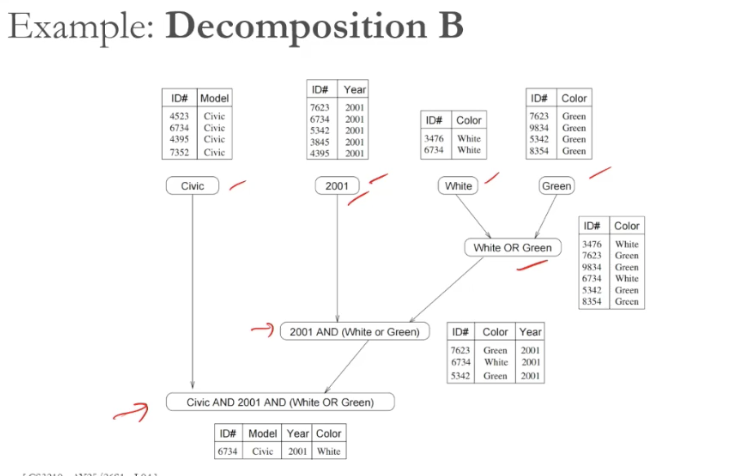 Example: Decomposition B
ID# Model
4523 Civic
6734 Civic
4395 Civic
7352 Civic
ID# Year
7623 2001
6734 2001
5342 2001
3845 2001
4395 2001
ID# Color
3476 White
6734 White
ID# Color
7623 Green
9834 Green
5342 Green
8354 Green
Civic
2001
White
Green
White OR Green
ID# Color
3476 White
7623 Green
9834 Green
6734 White
5342 Green
8354 Green
2001 AND (White or Green)
ID# Color Year
7623 Green 2001
6734 White 2001
5342 Green 2001
Civic AND 2001 AND (White OR Green)
ID# Model Year Color
6734 Civic 2001 White